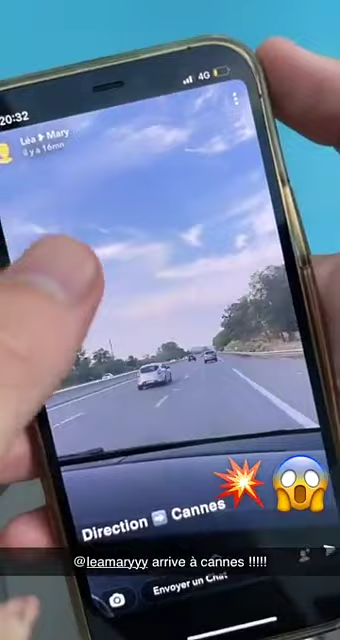 20:32
4G
Léa ❥ Mary
il y a 16mn
Direction ➡️ Cannes
@leamaryyy arrive à cannes !!!!!
Envoyer un Chat